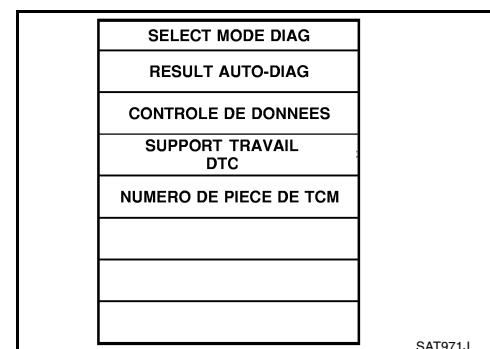 SELECT MODE DIAG
RESULT AUTO-DIAG
CONTROLE DE DONNEES
SUPPORT TRAVAIL
DTC
NUMERO DE PIECE DE TCM
SAT971J